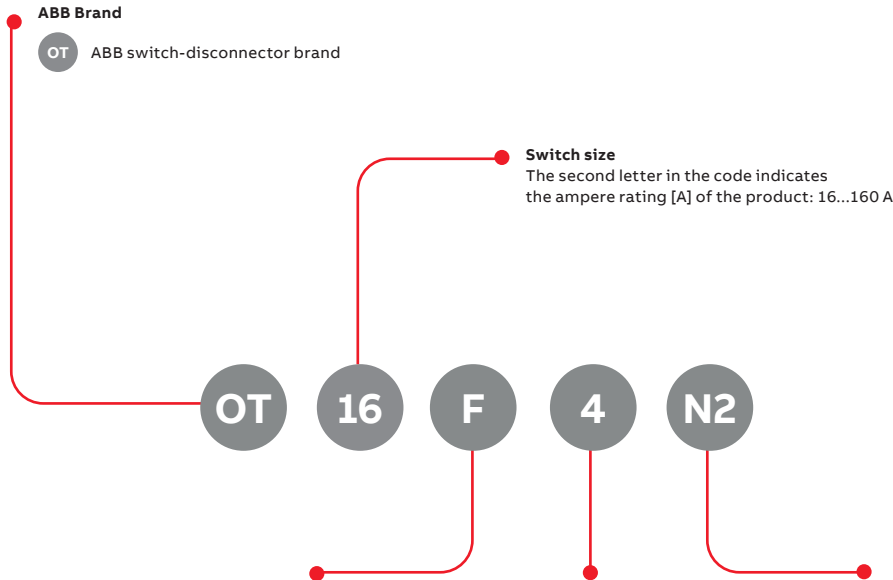 ABB Brand
OT ABB switch-disconnector brand
Switch size
The second letter in the code indicates
the ampere rating [A] of the product: 16...160 A
OT 16 F 4 N2